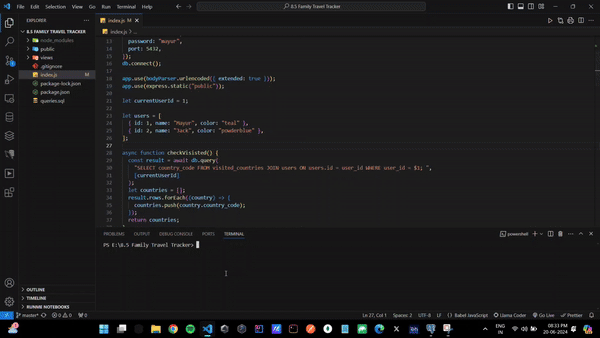 File Edit Selection View Go Run Terminal Help
8.5 Family Travel Tracker
EXPLORER
8.5 FAMILY TRAVEL TRACKER
node_modules
public
views
.gitignore
index.js M
package-lock.json
package.json
queries.sql
OUTLINE
TIMELINE
RUNME NOTEBOOKS
index.js M
index.js > ...
13 password: "mayur",
14 port: 5432,
15 });
16 db.connect();
17
18 app.use(bodyParser.urlencoded({ extended: true }));
19 app.use(express.static("public"));
20
21 let currentUserId = 1;
22
23 let users = [
24 { id: 1, name: "Mayur", color: "teal" },
25 { id: 2, name: "Jack", color: "powderblue" },
26 ];
27
28 async function checkVisisted() {
29 const result = await db.query(
30 "SELECT country_code FROM visited_countries JOIN users ON users.id = user_id WHERE user_id = $1; ",
31 [currentUserId]
32 );
33 let countries = [];
34 result.rows.forEach((country) => {
35 countries.push(country.country_code);
36 });
37 return countries;
PROBLEMS OUTPUT DEBUG CONSOLE PORTS TERMINAL
powershell
PS E:\8.5 Family Travel Tracker>
master* 0 0 0 Ln 27, Col 1 Spaces: 2 UTF-8 LF Babel JavaScript Llama Coder Go Live Prettier
ENG
IN
08:33 PM
20-06-2024